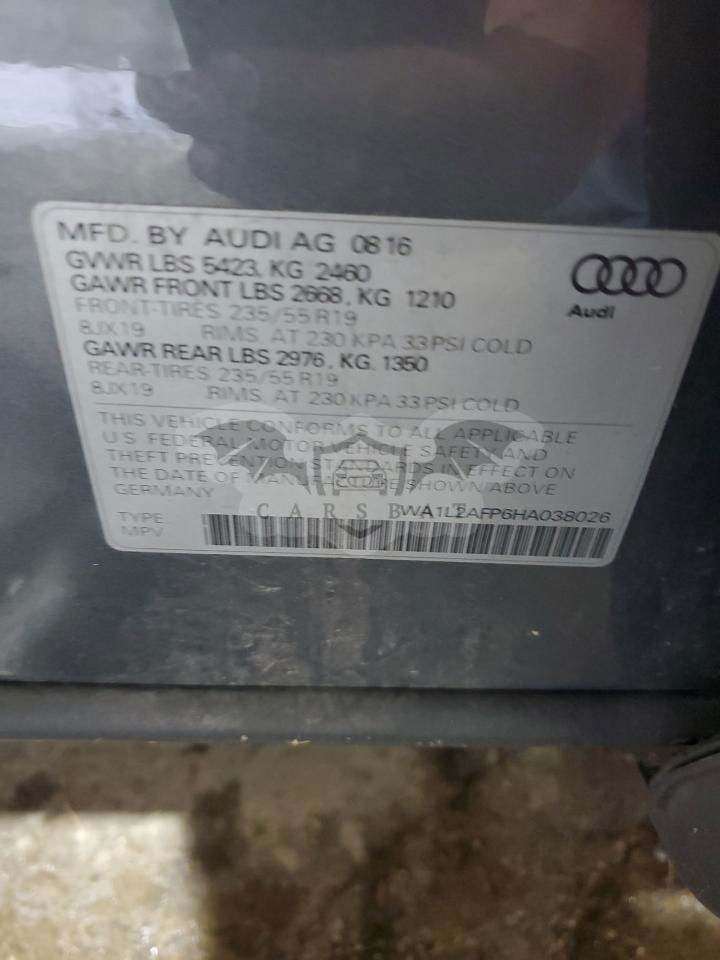 MFD. BY AUDI AG 0816
GVWR LBS 5423, KG 2460
GAWR FRONT LBS 2668, KG 1210
FRONT-TIRES 235/55 R19
8JX19 RIMS, AT 230 KPA 33 PSI COLD
GAWR REAR LBS 2976, KG. 1350
REAR-TIRES 235/55 R19
8JX19 RIMS, AT 230 KPA 33 PSI COLD
Audi
THIS VEHICLE CONFORMS TO ALL APPLICABLE
U.S. FEDERAL MOTOR VEHICLE SAFETY AND
THEFT PREVENTION STANDARDS IN EFFECT ON
THE DATE OF MANUFACTURE SHOWN ABOVE
GERMANY
WA1L2AFP6HA038026
TYPE
MPV